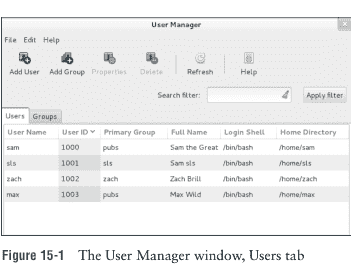 User Manager
File Edit Help
Add User Add Group Properties Delete Refresh Help
Search filter: Apply filter
Users Groups
User Name User ID Primary Group Full Name Login Shell Home Directory
sam 1000 pubs Sam the Great /bin/bash /home/sam
sls 1001 sls Sam sls /bin/bash /home/sls
zach 1002 zach Zach Brill /bin/bash /home/zach
max 1003 pubs Max Wild /bin/bash /home/max
Figure 15-1 The User Manager window, Users tab